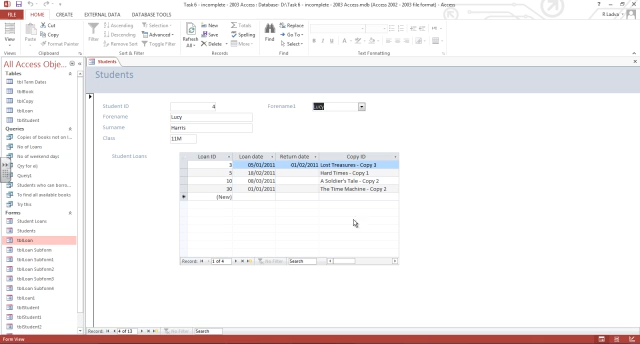 Task 6 - incomplete - 2003 Access : Database- D:\Task 6 - incomplete - 2003 Access.mdb (Access 2002 - 2003 file format) - Access
FILE HOME CREATE EXTERNAL DATA DATABASE TOOLS
View Paste Cut Copy Format Painter
Filter Ascending Descending Remove Sort Selection Advanced Toggle Filter
Refresh All New Save Delete Totals Spelling More
Find Replace Go To Select
Views Clipboard Sort & Filter Records Find Text Formatting
All Access Obje...
Tables
tblTerm Dates
tblBook
tblCopy
tblLoan
tblStudent
Queries
Copies of books not on l...
No of Loans
No of weekend days
Qry for a)
Query1
Students who can borro...
To find all available books
Try this
Forms
Student Loans
Students
tblLoan
tblLoan Subform
tblLoan Subform1
tblLoan Subform2
tblLoan Subform3
tblLoan Subform4
tblLoan1
tblStudent
tblStudent1
tblStudent2
Students
Students
Student ID 4 Forename1 Lucy
Forename Lucy
Surname Harris
Class 11M
Student Loans
Loan ID Loan date Return date Copy ID
3 05/01/2011 01/02/2011 Lost Treasures - Copy 3
5 18/02/2011 Hard Times - Copy 1
10 08/03/2011 A Soldier's Tale - Copy 2
30 01/01/2011 The Time Machine - Copy 2
(New)
Record: 1 of 4 No Filter Search
Record: 4 of 13 No Filter Search
Form View